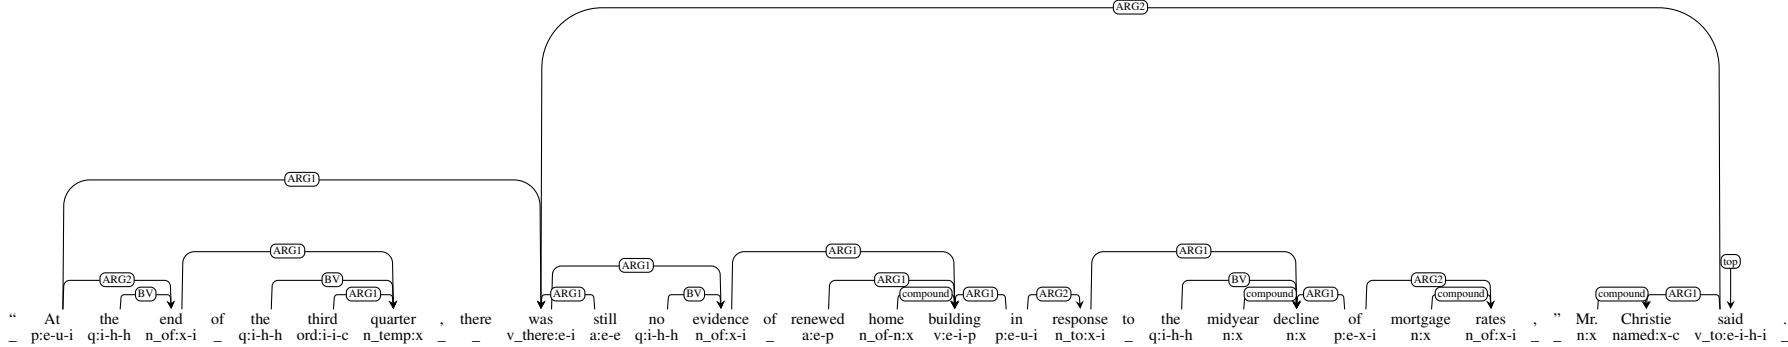 ARG2
ARG1
ARG1 ARG1 ARG1
ARG1
top
ARG2 BV ARG1 BV ARG2
BV ARG1 ARG1 BV compound ARG1 ARG2 compound ARG1 compound compound ARG1
“ At the end of the third quarter , there was still no evidence of renewed home building in response to the midyear decline of mortgage rates , ” Mr. Christie said .
_ p:e-u-i q:i-h-h n_of:x-i _ q:i-h-h ord:i-i-c n_temp:x _ _ v_there:e-i a:e-e q:i-h-h n_of:x-i _ a:e-p n_of-n:x v:e-i-p p:e-u-i n_to:x-i _ q:i-h-h n:x n:x p:e-x-i n:x n_of:x-i _ _ n:x named:x-c v_to:e-i-h-i _